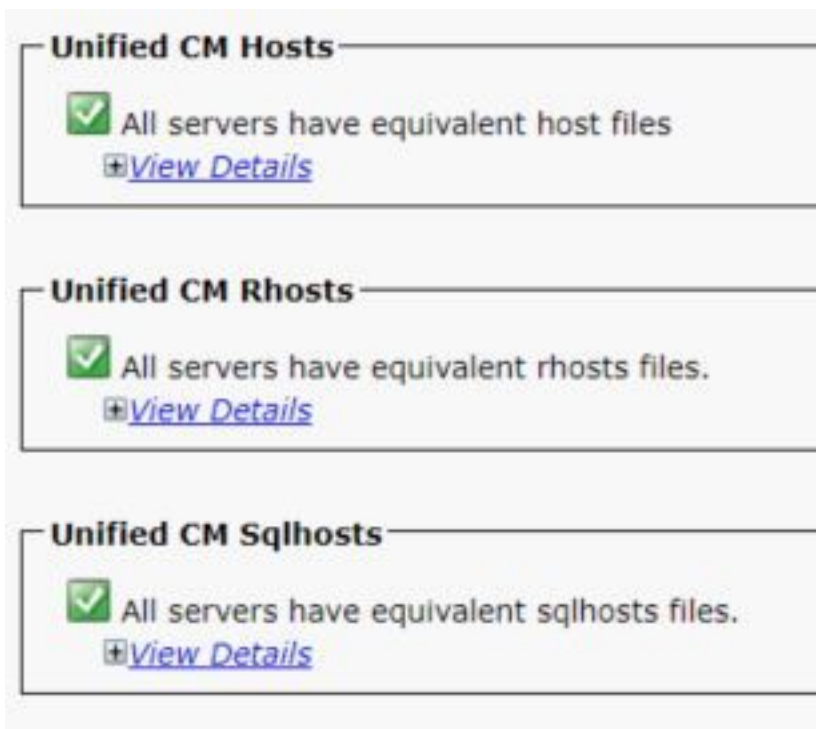 Unified CM Hosts
All servers have equivalent host files
View Details
Unified CM Rhosts
All servers have equivalent rhosts files.
View Details
Unified CM Sqlhosts
All servers have equivalent sqlhosts files.
View Details